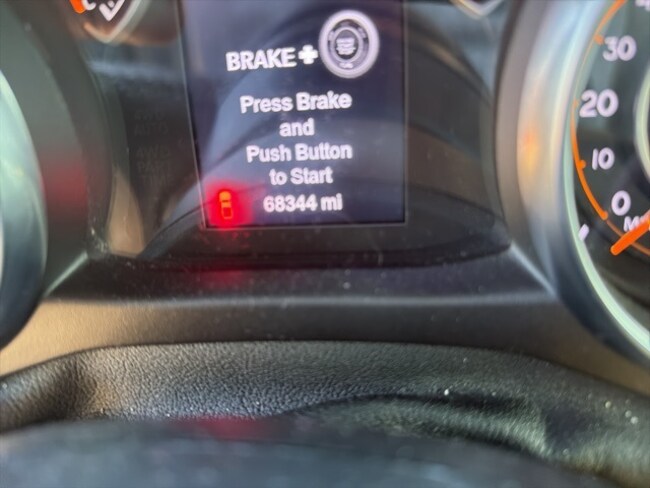 C
BRAKE+
Press Brake
and
Push Button
to Start
68344 mi
30
20
10
0